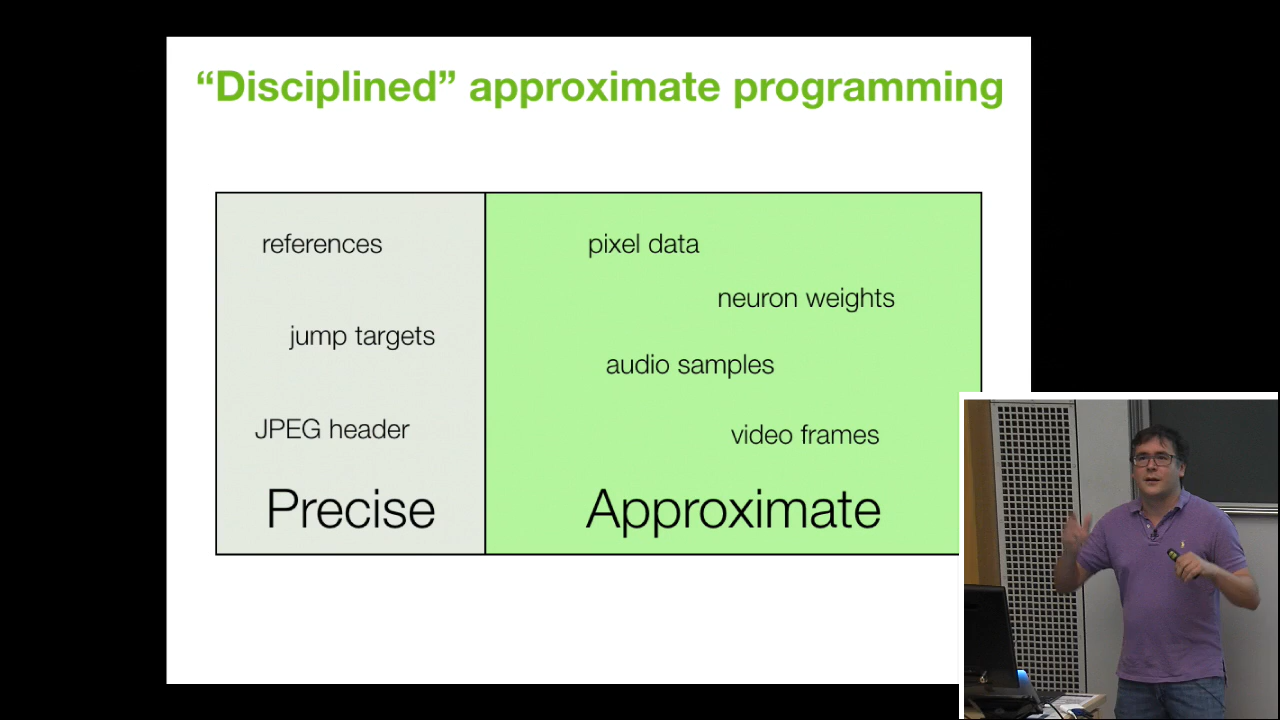 “Disciplined” approximate programming
references
jump targets
JPEG header
Precise
pixel data
neuron weights
audio samples
video frames
Approximate